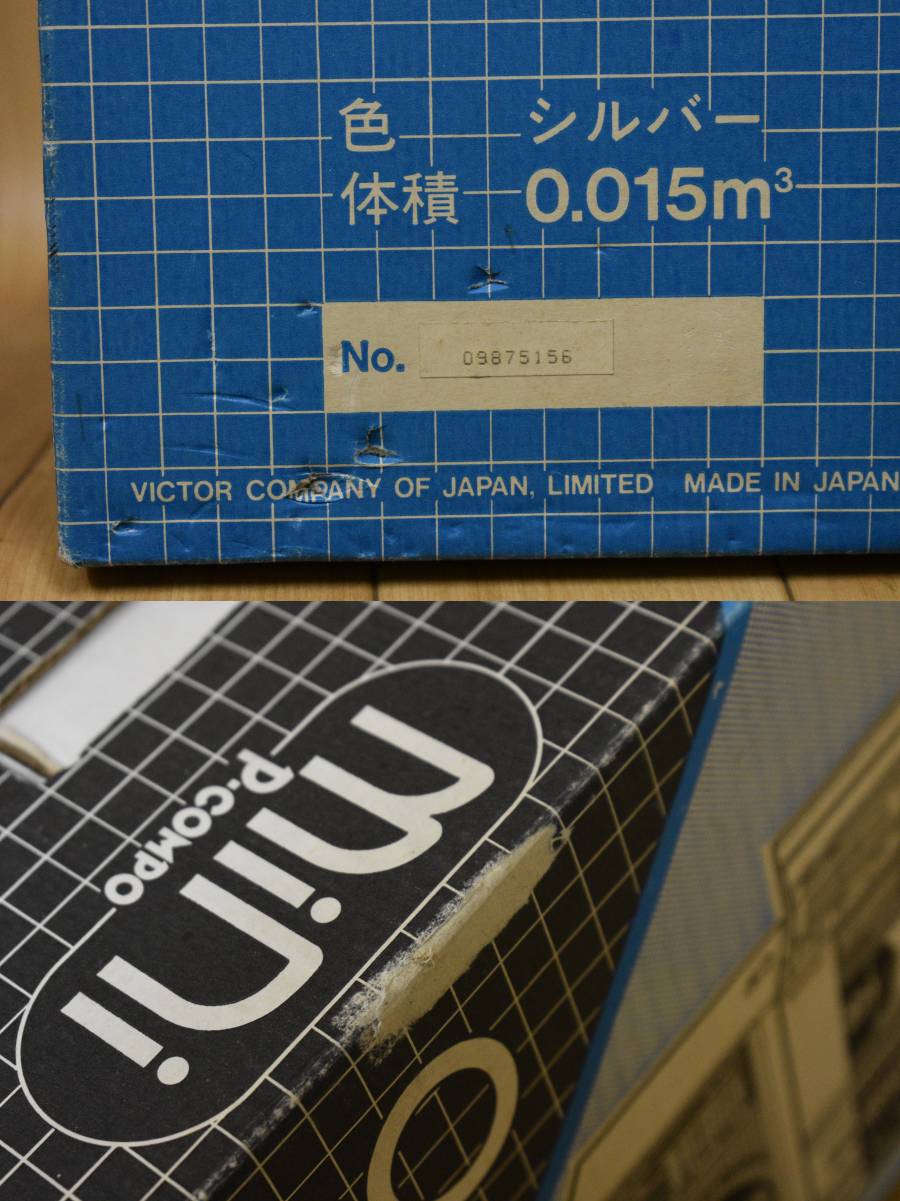 色 シルバー
体積 0.015m³
No. 09875156
VICTOR COMPANY OF JAPAN, LIMITED MADE IN JAPAN
mini
P-COMPO